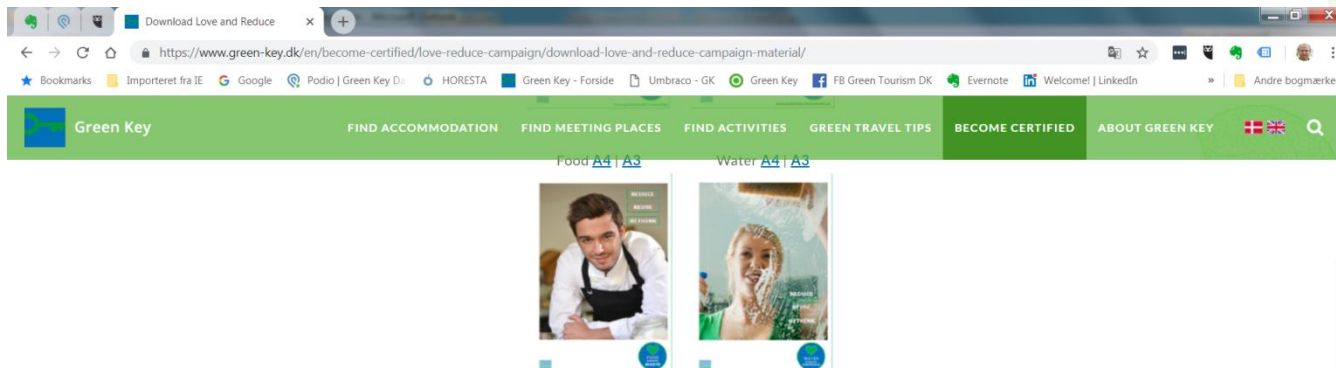 Download Love and Reduce
https://www.green-key.dk/en/become-certified/love-reduce-campaign/download-love-and-reduce-campaign-material/
Bookmarks Importeret fra IE Google Podio | Green Key Da HORESTA Green Key - Forside Umbraco - GK Green Key FB Green Tourism DK Evernote Welcome! | LinkedIn » Andre bogmærke
Green Key FIND ACCOMMODATION FIND MEETING PLACES FIND ACTIVITIES GREEN TRAVEL TIPS BECOME CERTIFIED ABOUT GREEN KEY
Food A4 | A3 Water A4 | A3
REDUCE
REUSE
RETHINK
REDUCE
REUSE
RETHINK
FOOD
WASTE
WATER